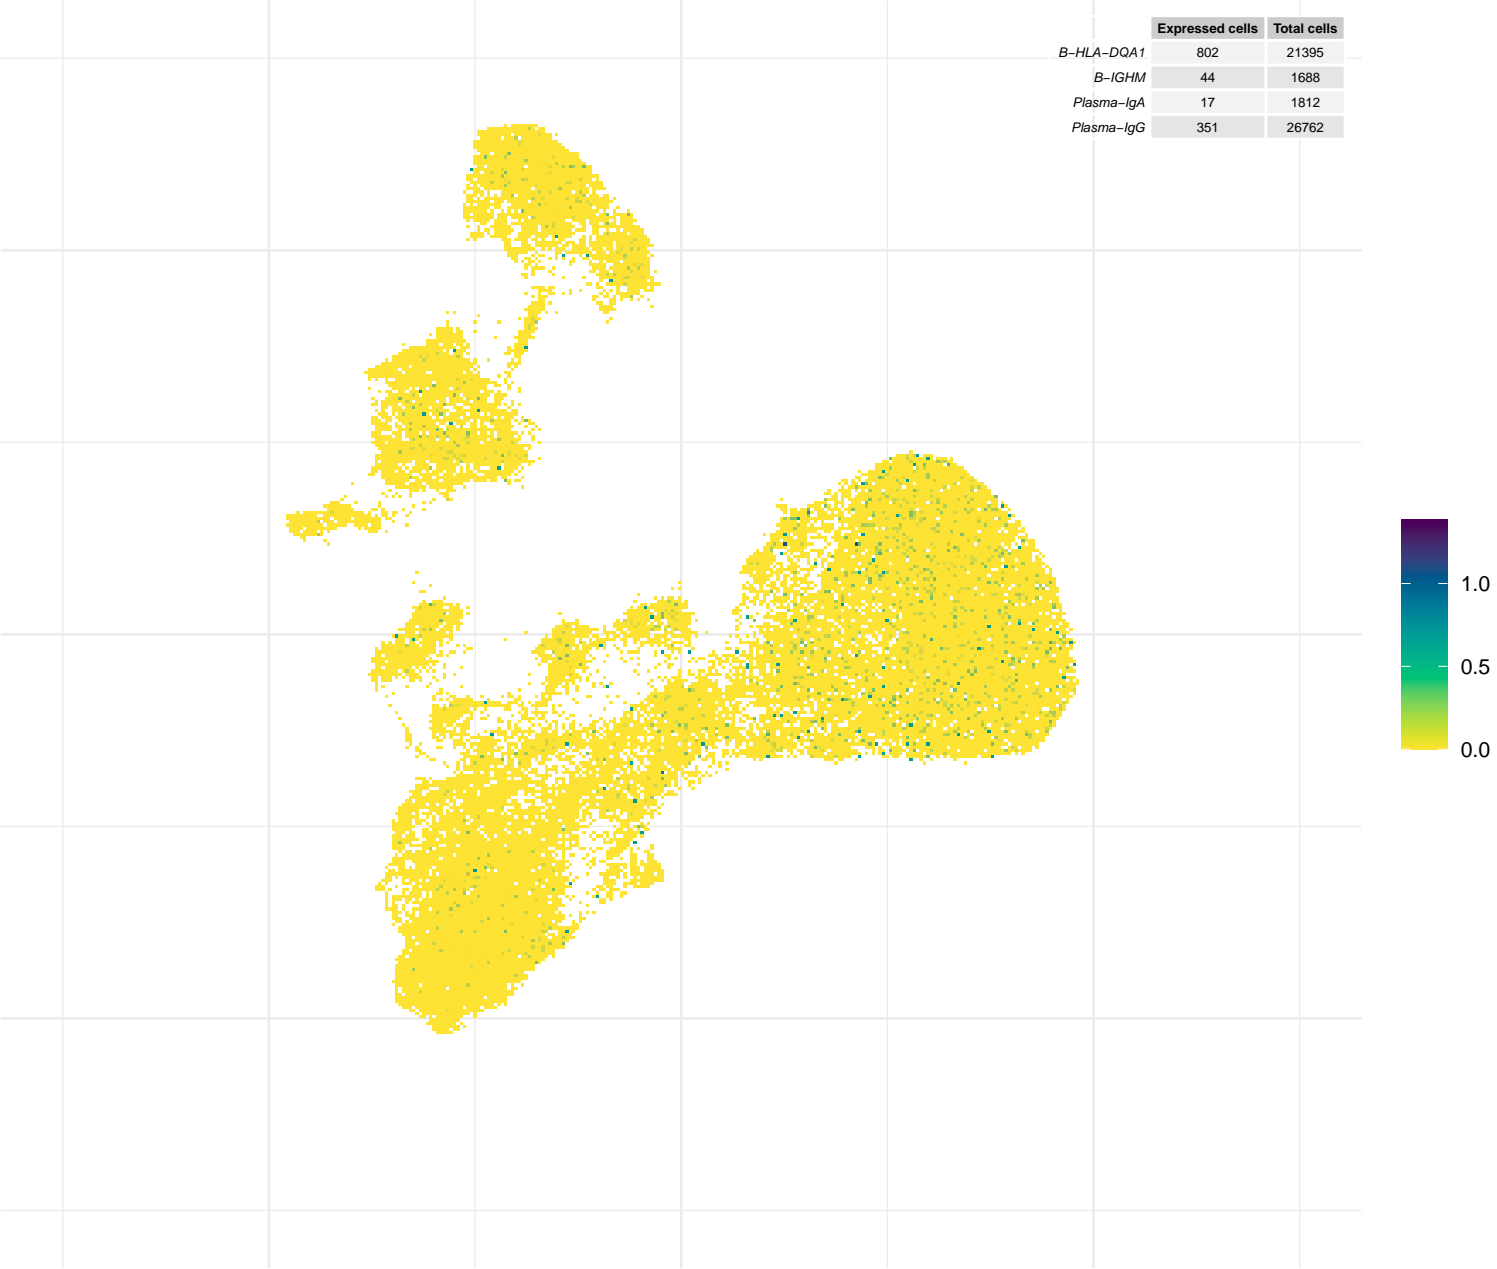 Expressed cells Total cells
B−HLA−DQA1 802 21395
B−IGHM 44 1688
Plasma−IgA 17 1812
Plasma−IgG 351 26762
1.0
0.5
0.0